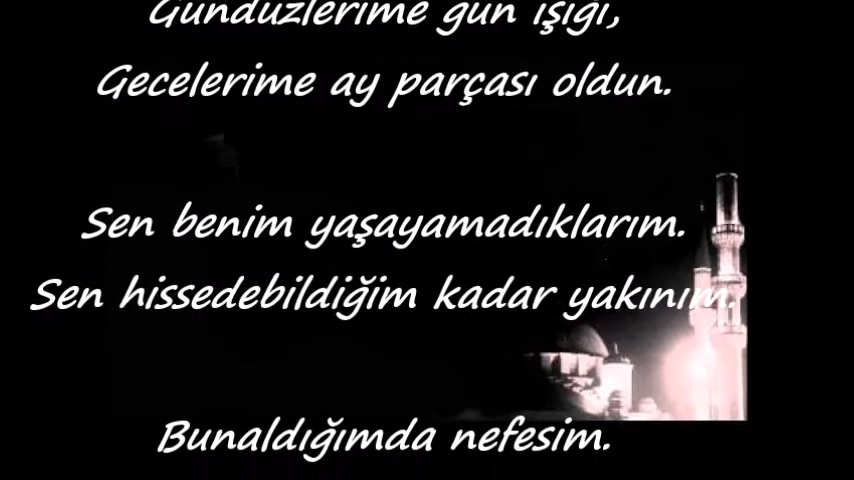 Gündüzlerime gün ışığı,
Gecelerime ay parçası oldun.
Sen benim yaşayamadıklarım.
Sen hissedebildiğim kadar yakınım.
Bunaldığımda nefesim.